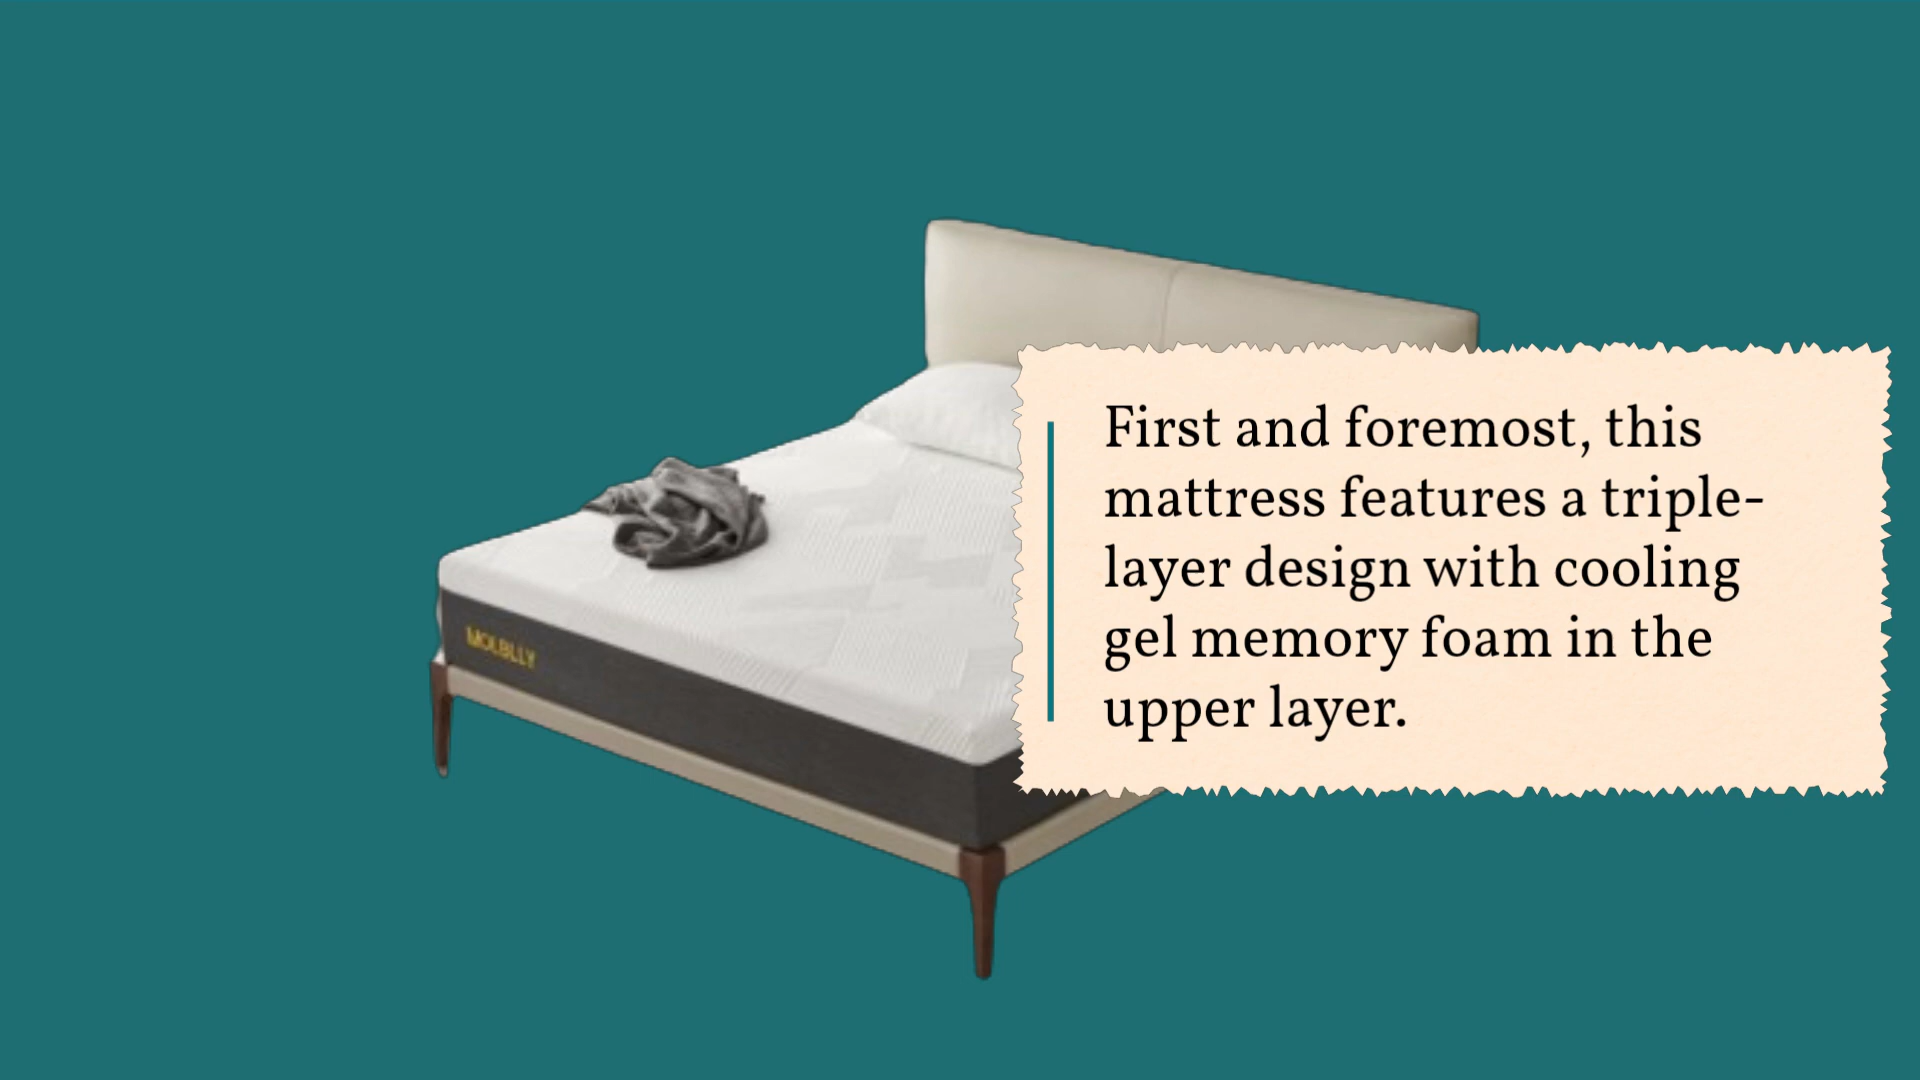 First and foremost, this
mattress features a triple-
layer design with cooling
gel memory foam in the
upper layer.
MOLBLLY